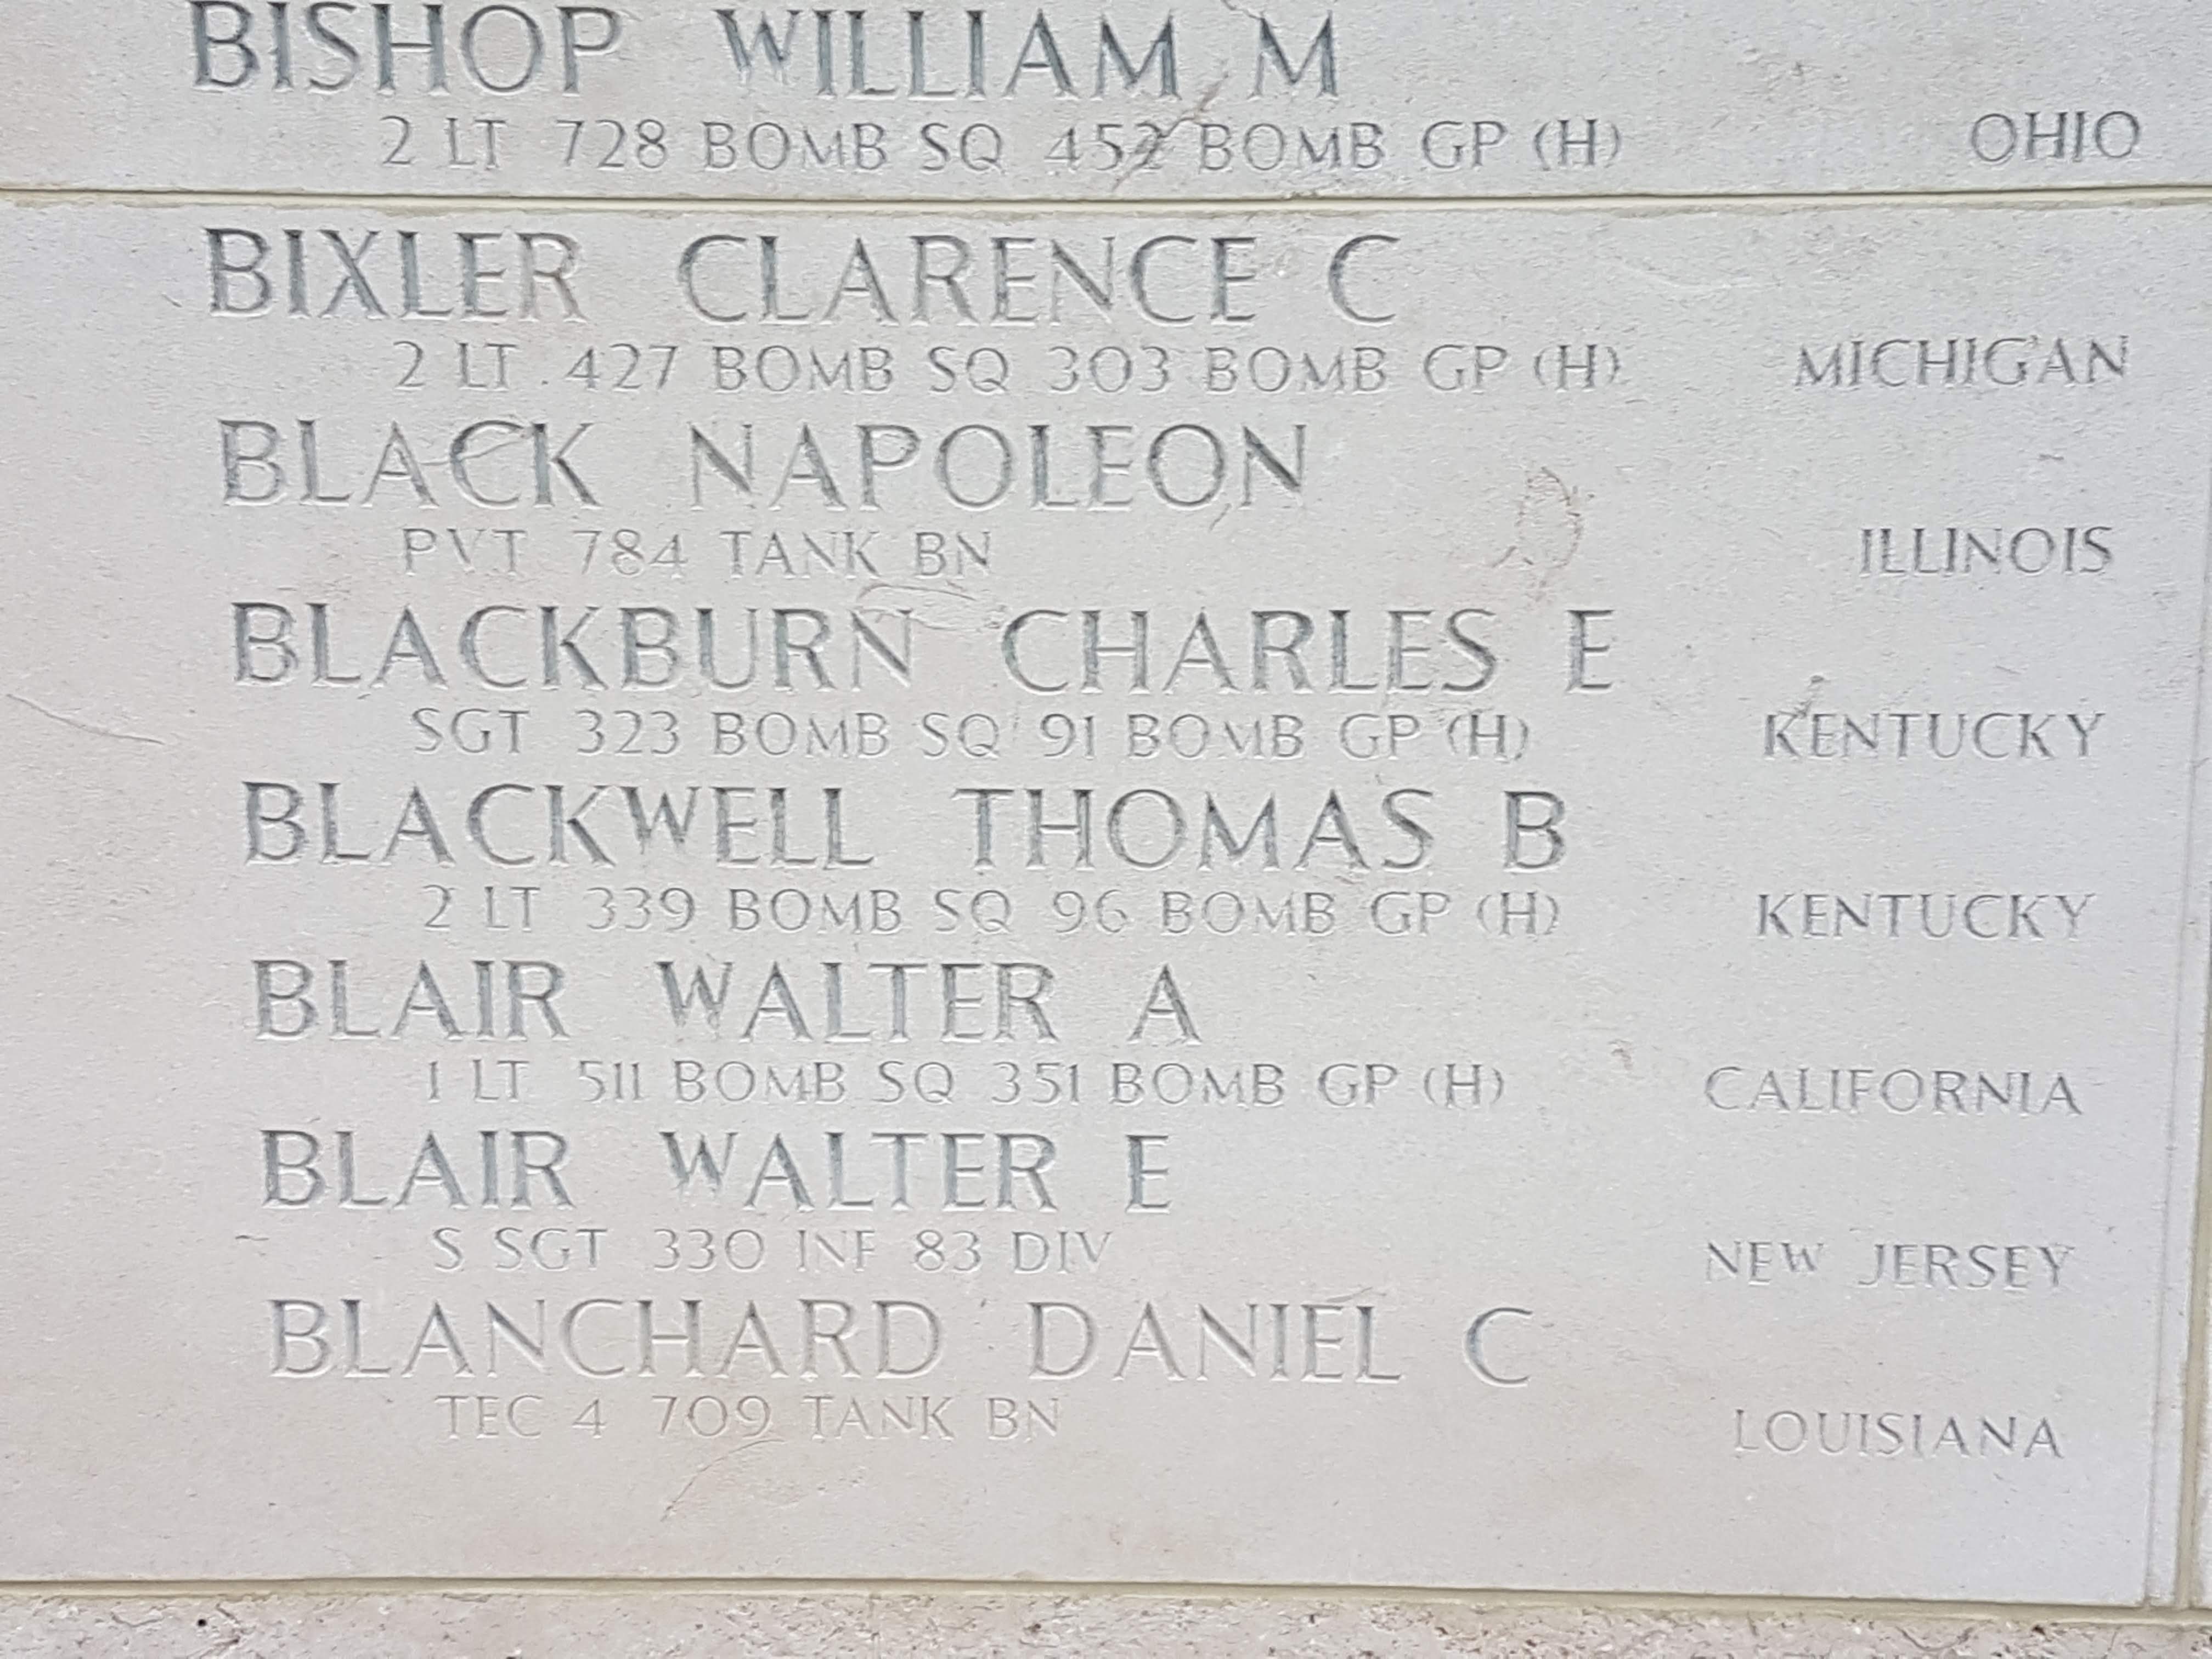 BISHOP WILLIAM M
2 LT 728 BOMB SQ 452 BOMB GP (H) OHIO
BIXLER CLARENCE C
2 LT 427 BOMB SQ 303 BOMB GP (H) MICHIGAN
BLACK NAPOLEON
PVT 784 TANK BN ILLINOIS
BLACKBURN CHARLES E
SGT 323 BOMB SQ 91 BOMB GP (H) KENTUCKY
BLACKWELL THOMAS B
2 LT 339 BOMB SQ 96 BOMB GP (H) KENTUCKY
BLAIR WALTER A
1 LT 511 BOMB SQ 351 BOMB GP (H) CALIFORNIA
BLAIR WALTER E
S SGT 330 INF 83 DIV NEW JERSEY
BLANCHARD DANIEL C
TEC 4 709 TANK BN LOUISIANA